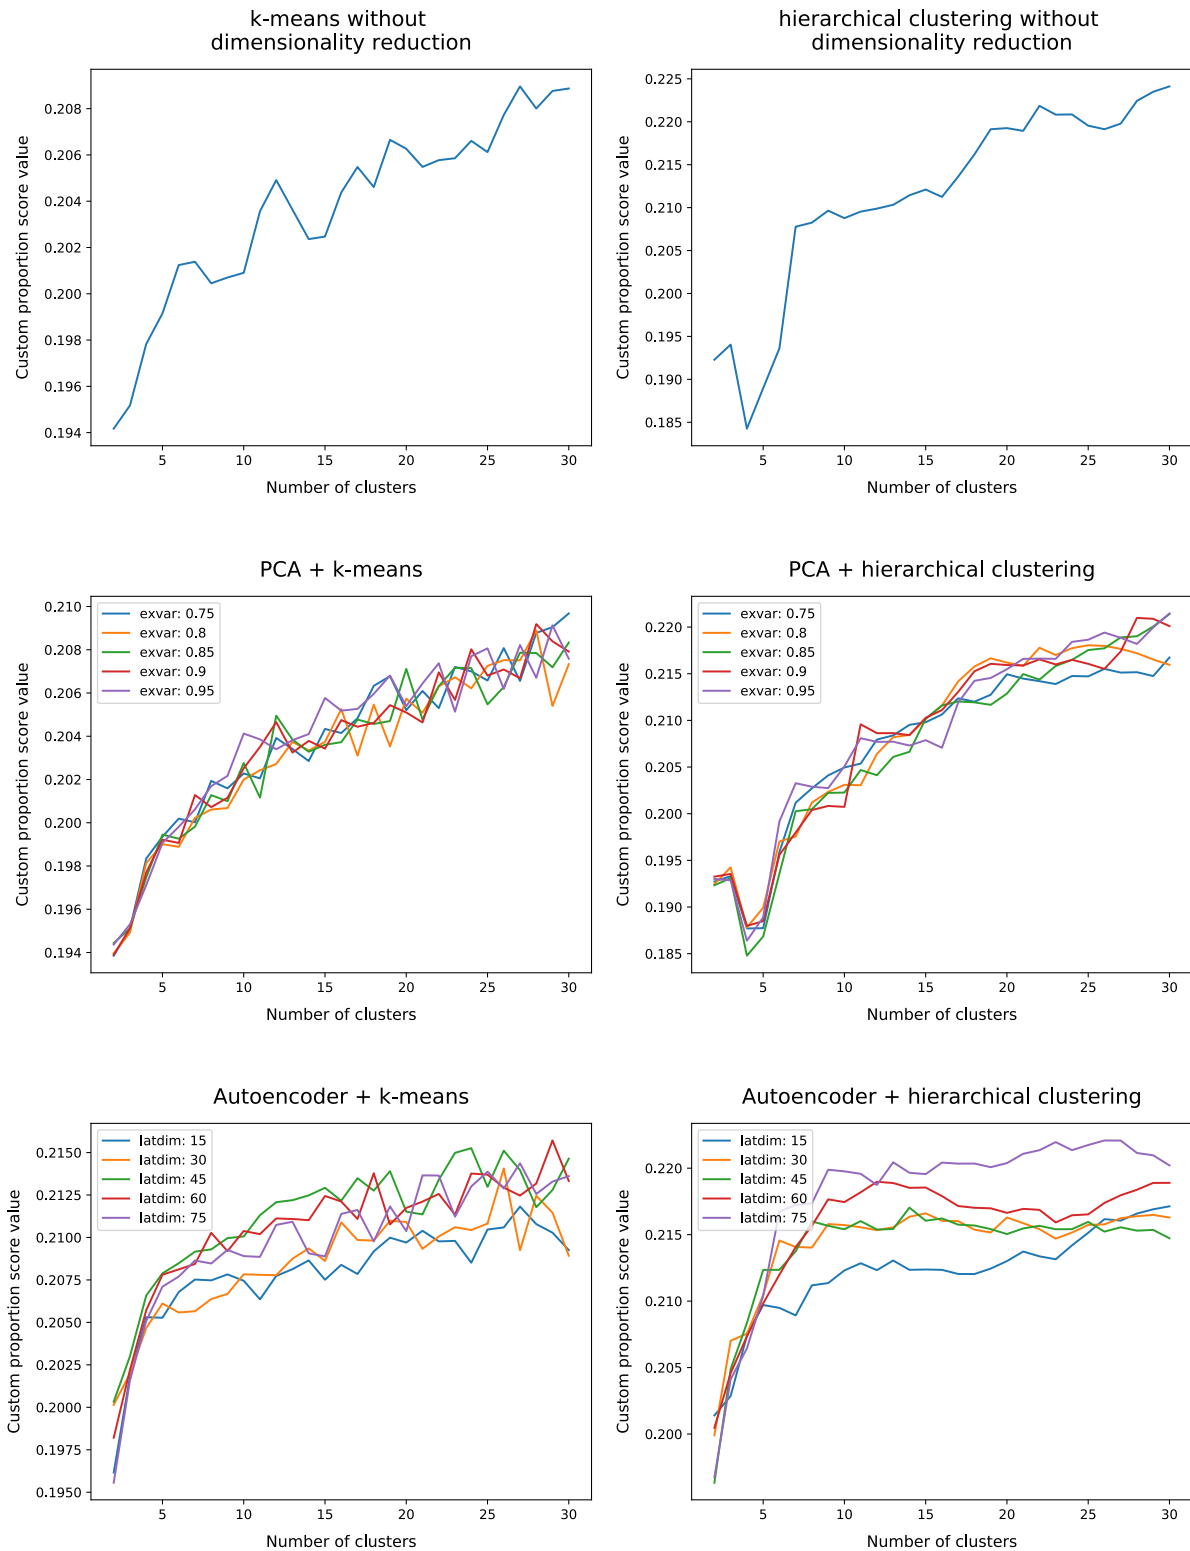 k-means without
dimensionality reduction
0.208
0.206
0.204
0.202
0.200
0.198
0.196
0.194
Custom proportion score value
5 10 15 20 25 30
Number of clusters
hierarchical clustering without
dimensionality reduction
0.225
0.220
0.215
0.210
0.205
0.200
0.195
0.190
0.185
Custom proportion score value
5 10 15 20 25 30
Number of clusters
PCA + k-means
exvar: 0.75
exvar: 0.8
exvar: 0.85
exvar: 0.9
exvar: 0.95
0.210
0.208
0.206
0.204
0.202
0.200
0.198
0.196
0.194
Custom proportion score value
5 10 15 20 25 30
Number of clusters
PCA + hierarchical clustering
exvar: 0.75
exvar: 0.8
exvar: 0.85
exvar: 0.9
exvar: 0.95
0.220
0.215
0.210
0.205
0.200
0.195
0.190
0.185
Custom proportion score value
5 10 15 20 25 30
Number of clusters
Autoencoder + k-means
latdim: 15
latdim: 30
latdim: 45
latdim: 60
latdim: 75
0.2150
0.2125
0.2100
0.2075
0.2050
0.2025
0.2000
0.1975
0.1950
Custom proportion score value
5 10 15 20 25 30
Number of clusters
Autoencoder + hierarchical clustering
latdim: 15
latdim: 30
latdim: 45
latdim: 60
latdim: 75
0.220
0.215
0.210
0.205
0.200
Custom proportion score value
5 10 15 20 25 30
Number of clusters